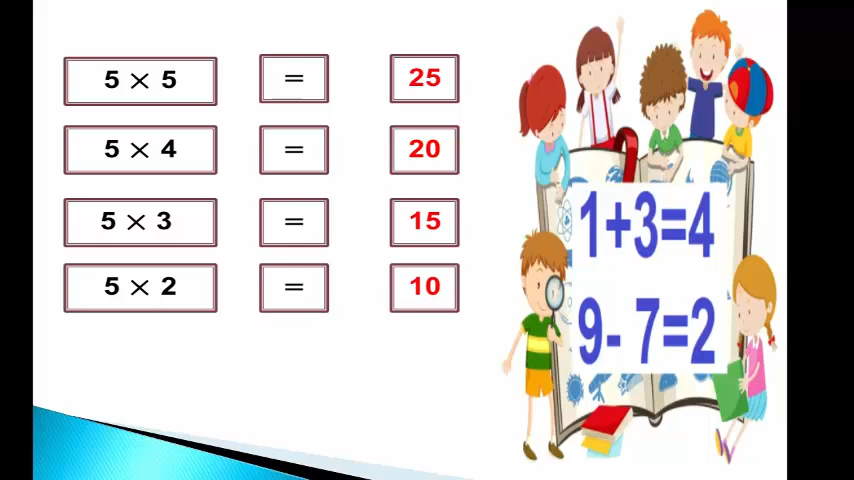 5 × 5 = 25
5 × 4 = 20
5 × 3 = 15
5 × 2 = 10
1+3=4
9- 7=2